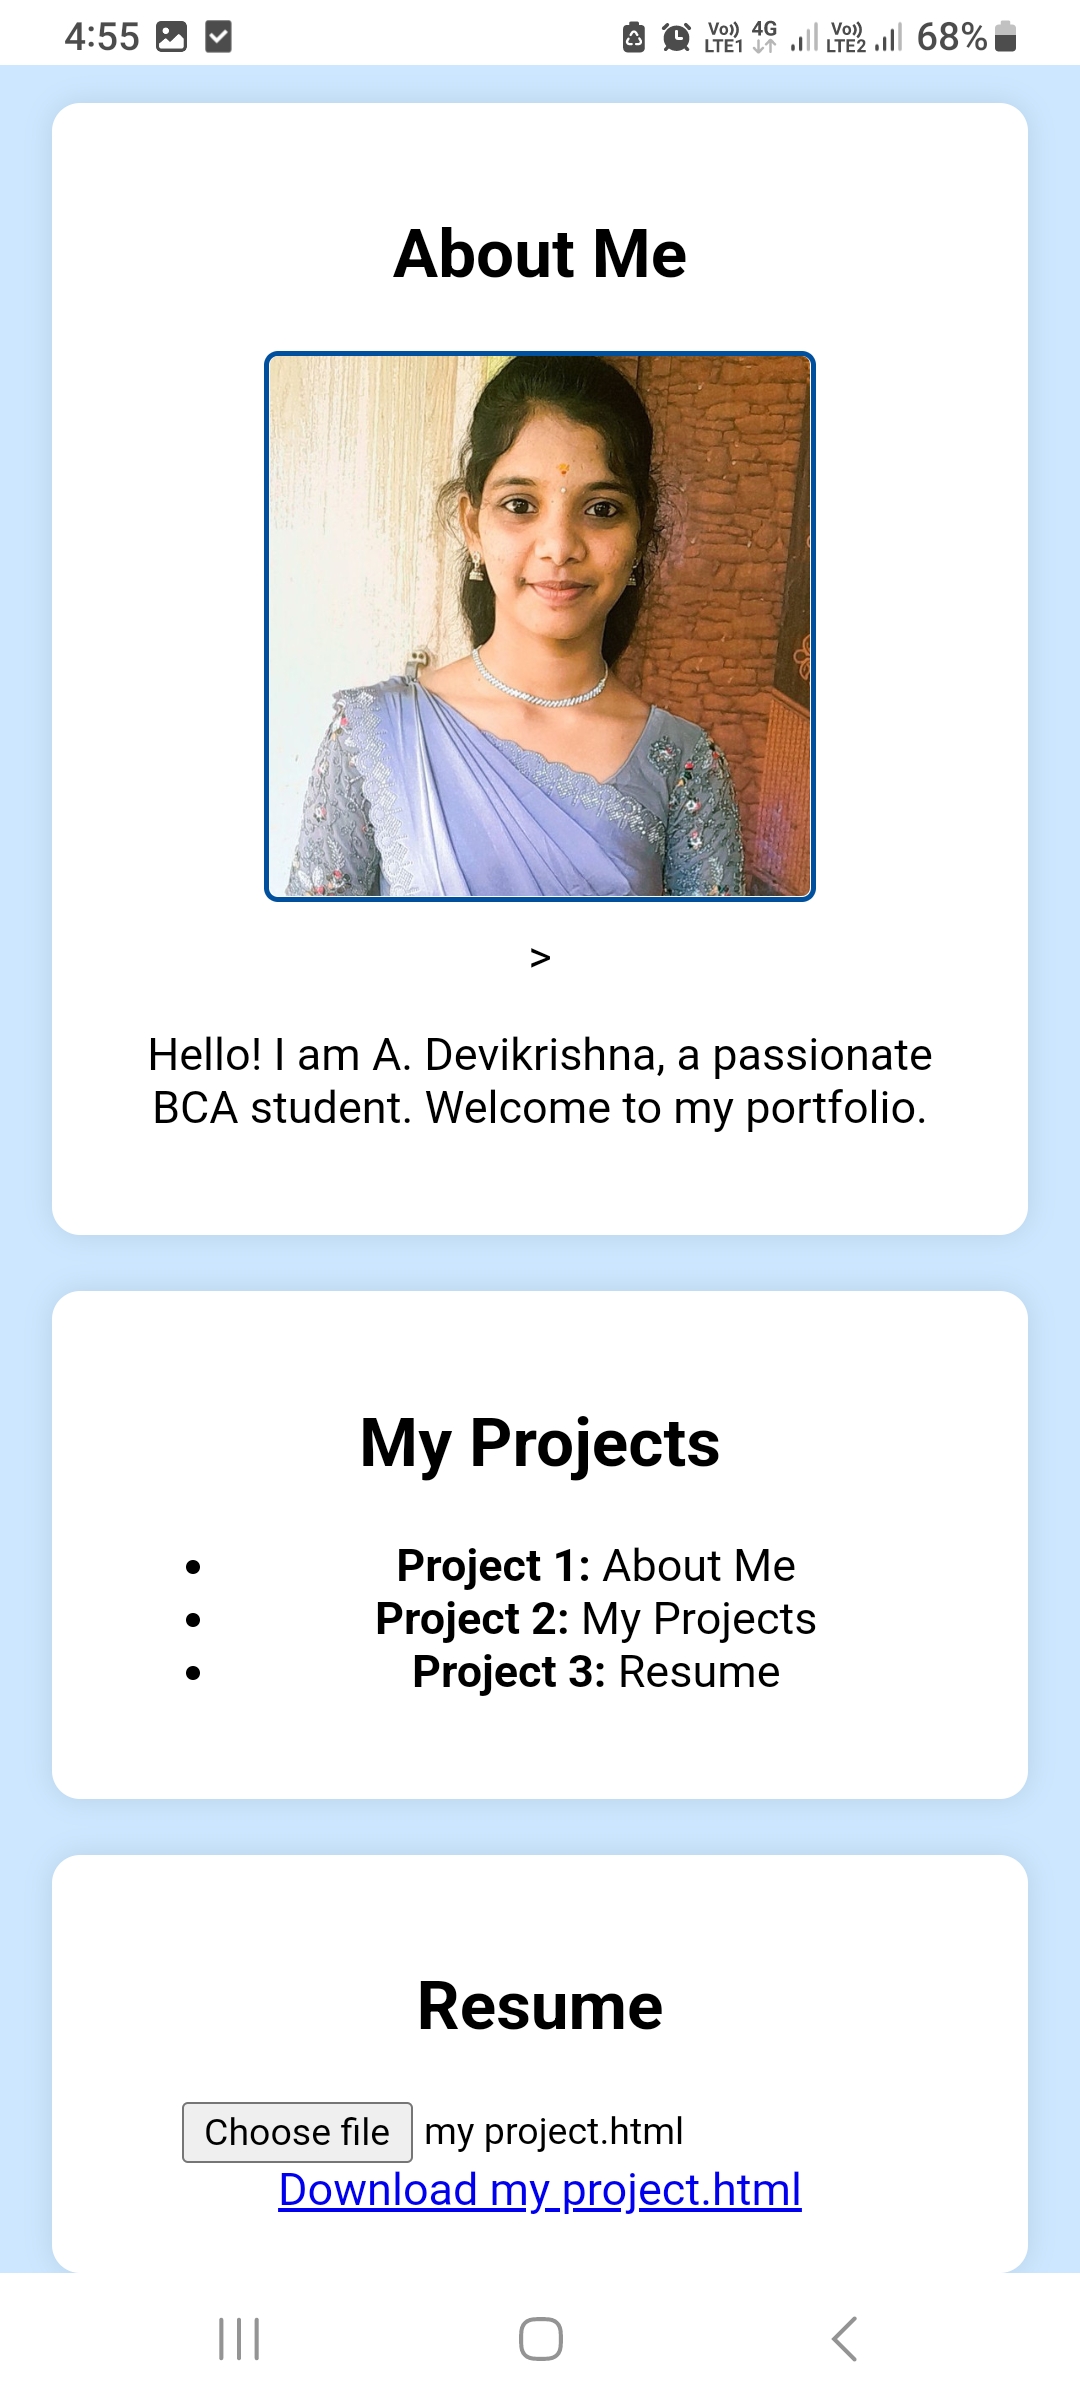 4:55
Vo)) LTE1 4G Vo)) LTE2 68%
About Me
>
Hello! I am A. Devikrishna, a passionate
BCA student. Welcome to my portfolio.
My Projects
• Project 1: About Me
• Project 2: My Projects
• Project 3: Resume
Resume
Choose file my project.html
Download my project.html